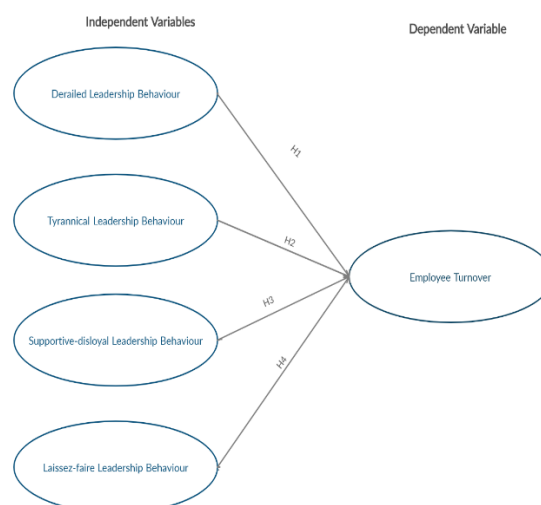 Independent Variables
Dependent Variable
Derailed Leadership Behaviour
H1
Tyrannical Leadership Behaviour
H2
Employee Turnover
H3
Supportive-disloyal Leadership Behaviour
H4
Laissez-faire Leadership Behaviour